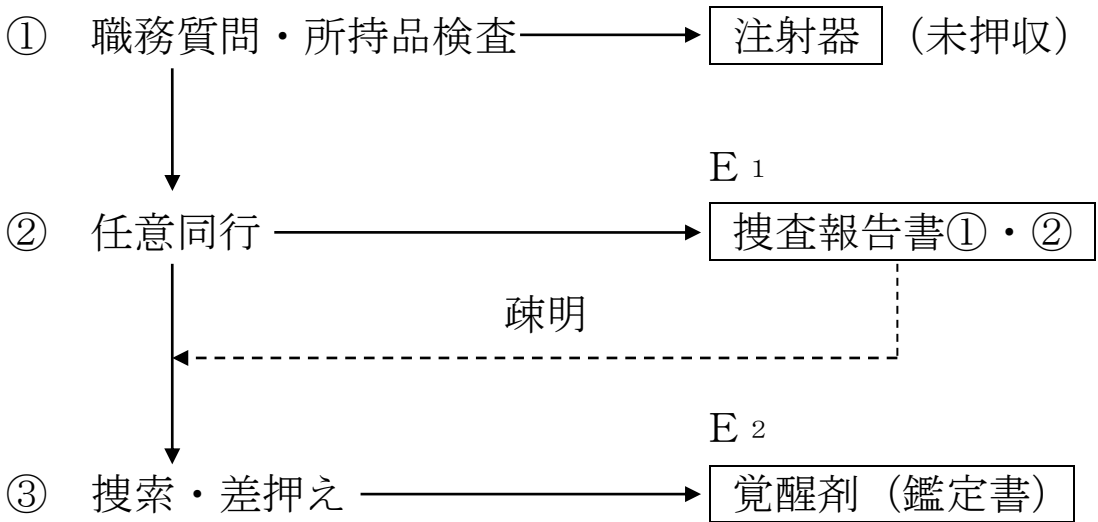 ① 職務質問・所持品検査 注射器 （未押収）
E 1
② 任意同行 捜査報告書①・②
疎明
E 2
③ 捜索・差押え 覚醒剤（鑑定書）